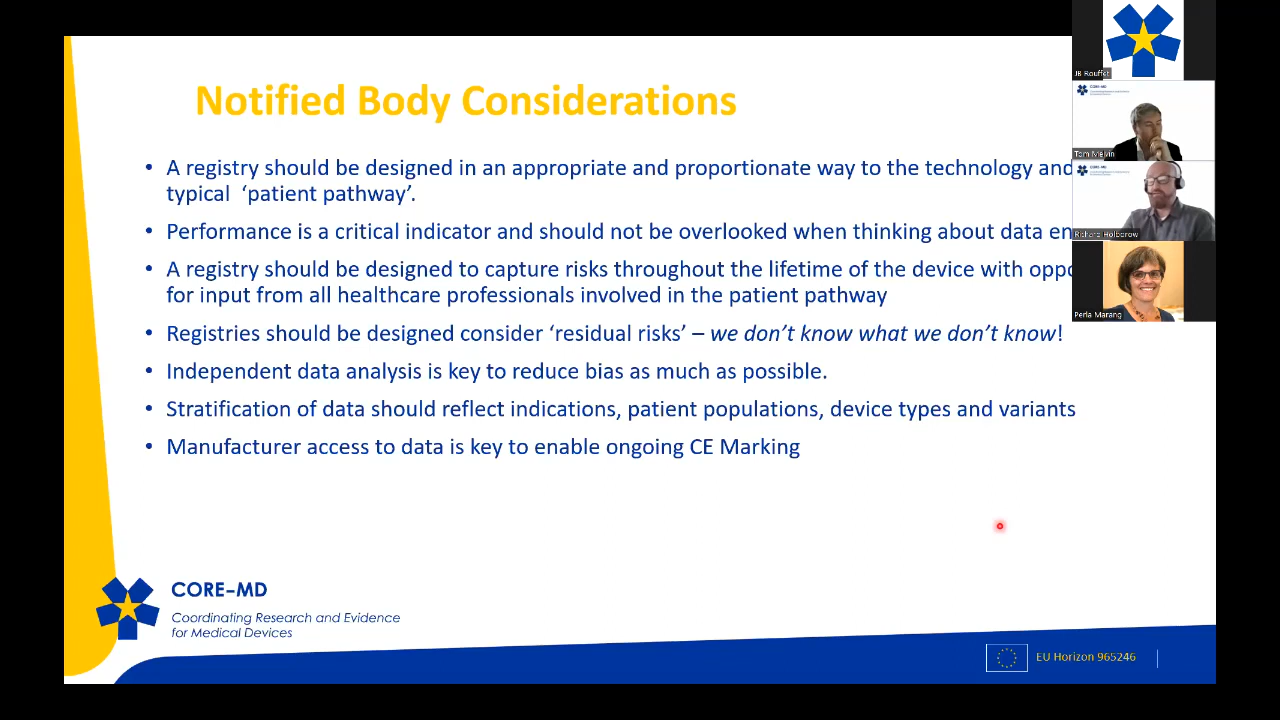 Notified Body Considerations
• A registry should be designed in an appropriate and proportionate way to the technology and
typical 'patient pathway'.
• Performance is a critical indicator and should not be overlooked when thinking about data en
• A registry should be designed to capture risks throughout the lifetime of the device with oppo
for input from all healthcare professionals involved in the patient pathway
• Registries should be designed consider 'residual risks' – we don't know what we don't know!
• Independent data analysis is key to reduce bias as much as possible.
• Stratification of data should reflect indications, patient populations, device types and variants
• Manufacturer access to data is key to enable ongoing CE Marking
CORE-MD
Coordinating Research and Evidence
for Medical Devices
EU Horizon 965246
JB Rouffet
CORE-MD
Tom Melvin
CORE-MD
Richard Holborow
Perla Marang